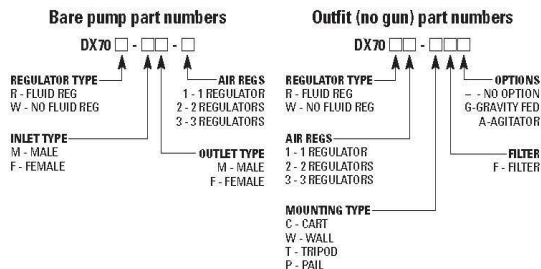 Bare pump part numbers
DX70 - -
REGULATOR TYPE
R - FLUID REG
W - NO FLUID REG
AIR REGS
1 - 1 REGULATOR
2 - 2 REGULATORS
3 - 3 REGULATORS
INLET TYPE
M - MALE
F - FEMALE
OUTLET TYPE
M - MALE
F - FEMALE
Outfit (no gun) part numbers
DX70 -
REGULATOR TYPE
R - FLUID REG
W - NO FLUID REG
OPTIONS
– - NO OPTION
G-GRAVITY FED
A-AGITATOR
AIR REGS
1 - 1 REGULATOR
2 - 2 REGULATORS
3 - 3 REGULATORS
FILTER
F - FILTER
MOUNTING TYPE
C - CART
W - WALL
T - TRIPOD
P - PAIL